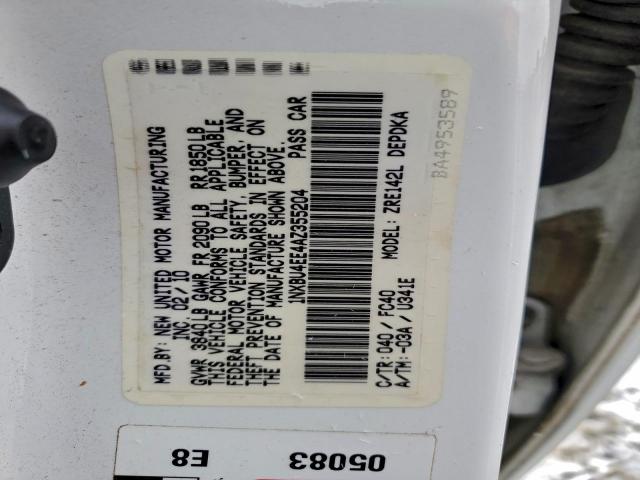 MFD BY: NEW UNITED MOTOR MANUFACTURING
INC 02/10
GVWR 3840LB GAWR FR 2090LB RR 1850LB
THIS VEHICLE CONFORMS TO ALL APPLICABLE
FEDERAL MOTOR VEHICLE SAFETY, BUMPER, AND
THEFT PREVENTION STANDARDS IN EFFECT ON
THE DATE OF MANUFACTURE SHOWN ABOVE.
1NXBU4EE4AZ355204 PASS CAR
C/TR: 040 / FC40 MODEL: ZRE142L DEPDKA
A/TM: -03A / U341E
BA4953589
05083
E8